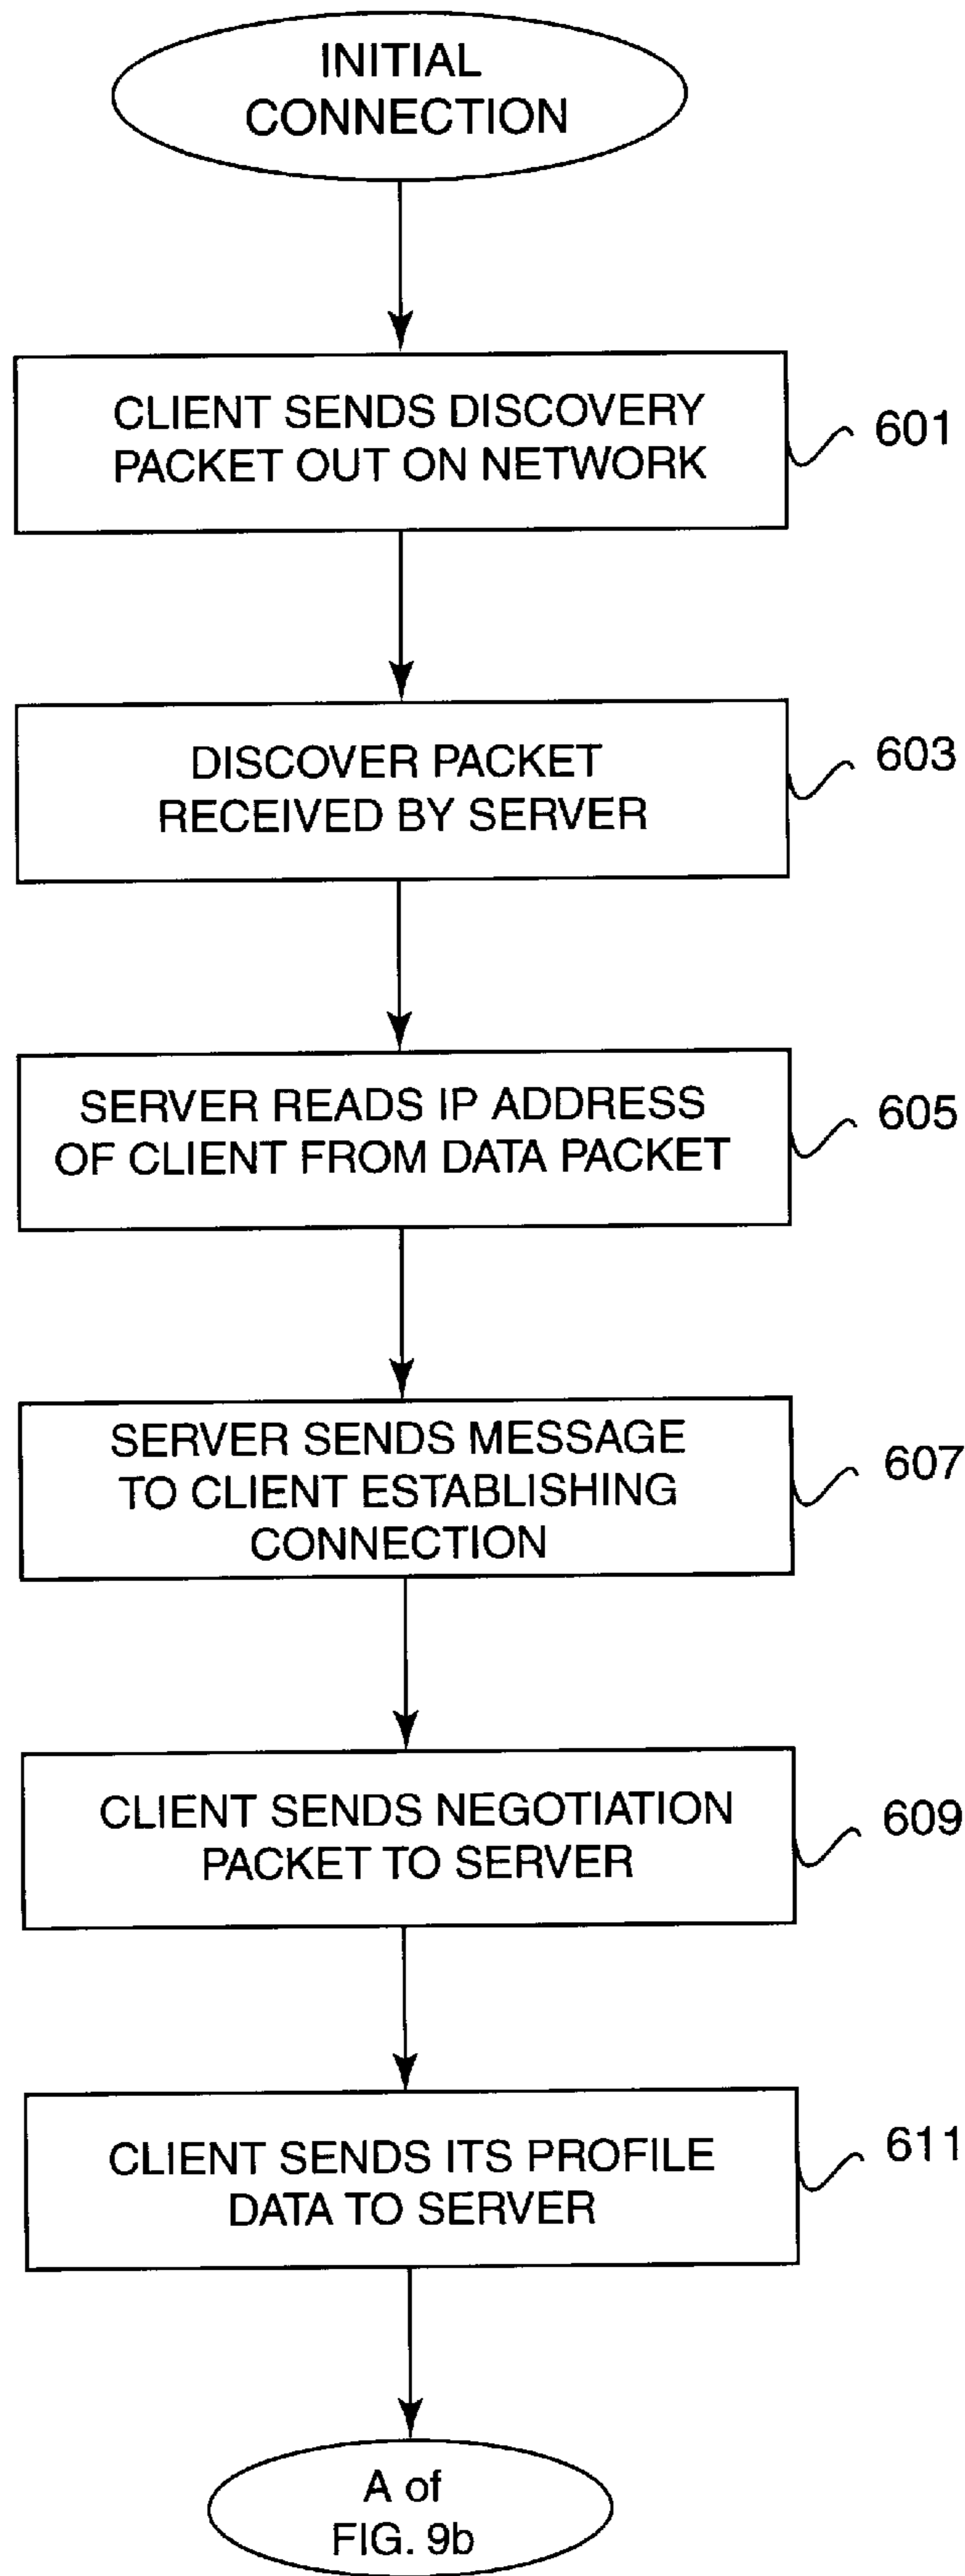 INITIAL
CONNECTION
CLIENT SENDS DISCOVERY
PACKET OUT ON NETWORK
601
DISCOVER PACKET
RECEIVED BY SERVER
603
SERVER READS IP ADDRESS
OF CLIENT FROM DATA PACKET
605
SERVER SENDS MESSAGE
TO CLIENT ESTABLISHING
CONNECTION
607
CLIENT SENDS NEGOTIATION
PACKET TO SERVER
609
CLIENT SENDS ITS PROFILE
DATA TO SERVER
611
A of
FIG. 9b